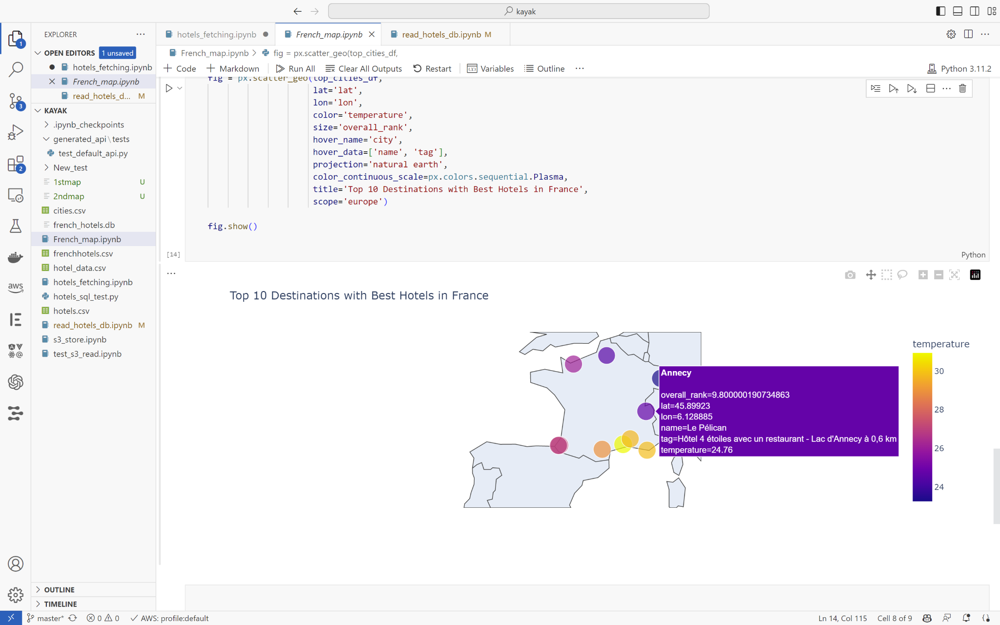 kayak
EXPLORER
OPEN EDITORS 1 unsaved
hotels_fetching.ipynb
French_map.ipynb
read_hotels_d... M
KAYAK
.ipynb_checkpoints
generated_api\tests
test_default_api.py
New_test
1stmap U
2ndmap U
cities.csv
french_hotels.db
French_map.ipynb
frenchhotels.csv
hotel_data.csv
hotels_fetching.ipynb
hotels_sql_test.py
hotels.csv
read_hotels_db.ipynb M
s3_store.ipynb
test_s3_read.ipynb
OUTLINE
TIMELINE
1
3
2
aws
hotels_fetching.ipynb
French_map.ipynb
read_hotels_db.ipynb M
French_map.ipynb > fig = px.scatter_geo(top_cities_df,
+ Code + Markdown Run All Clear All Outputs Restart Variables Outline ...
Python 3.11.2
fig = px.scatter_geo(top_cities_df,
lat='lat',
lon='lon',
color='temperature',
size='overall_rank',
hover_name='city',
hover_data=['name', 'tag'],
projection='natural earth',
color_continuous_scale=px.colors.sequential.Plasma,
title='Top 10 Destinations with Best Hotels in France',
scope='europe')
fig.show()
[14]
Python
Top 10 Destinations with Best Hotels in France
temperature
30
28
26
24
Annecy
overall_rank=9.800000190734863
lat=45.89923
lon=6.128885
name=Le Pélican
tag=Hôtel 4 étoiles avec un restaurant - Lac d'Annecy à 0,6 km
temperature=24.76
master* 0 0 AWS: profile:default
Ln 14, Col 115 Cell 8 of 9